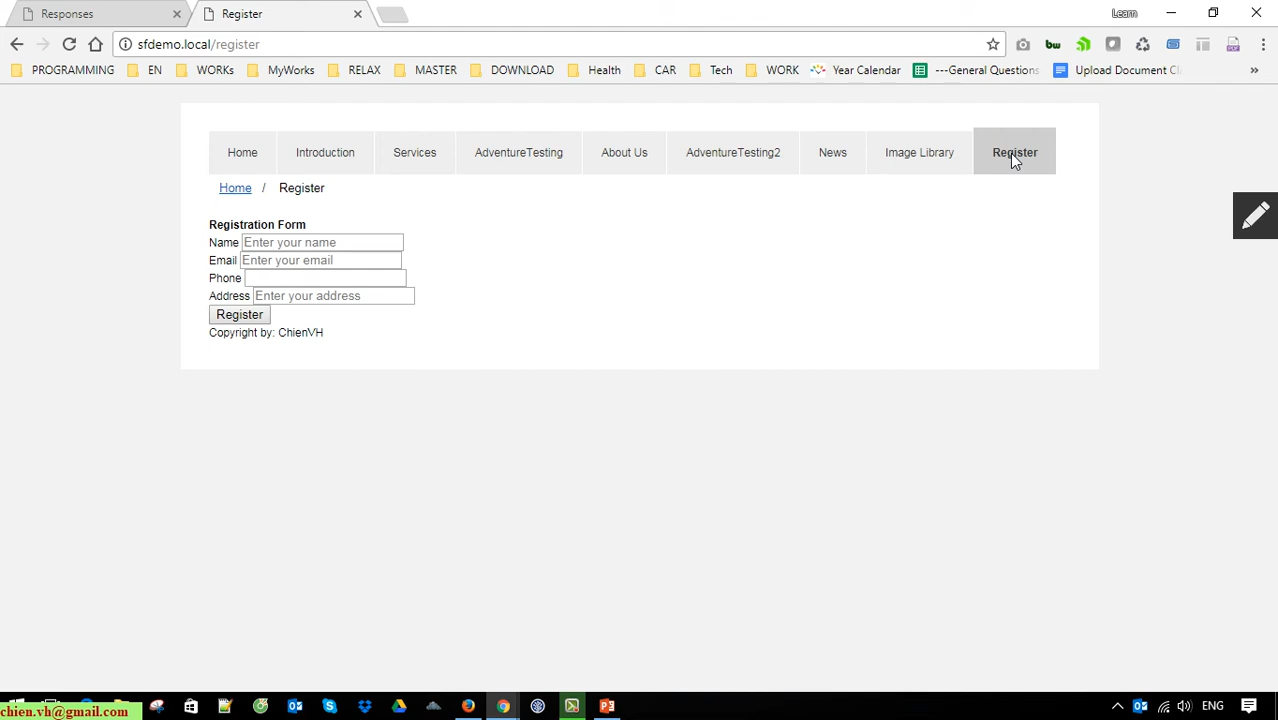 Responses
Register
Learn
sfdemo.local/register
PROGRAMMING
EN
WORKs
MyWorks
RELAX
MASTER
DOWNLOAD
Health
CAR
Tech
WORK
Year Calendar
---General Questions
Upload Document Cl
»
Home
Introduction
Services
AdventureTesting
About Us
AdventureTesting2
News
Image Library
Register
Home / Register
Registration Form
Name Enter your name
Email Enter your email
Phone
Address Enter your address
Register
Copyright by: ChienVH
chien.vh@gmail.com
ENG